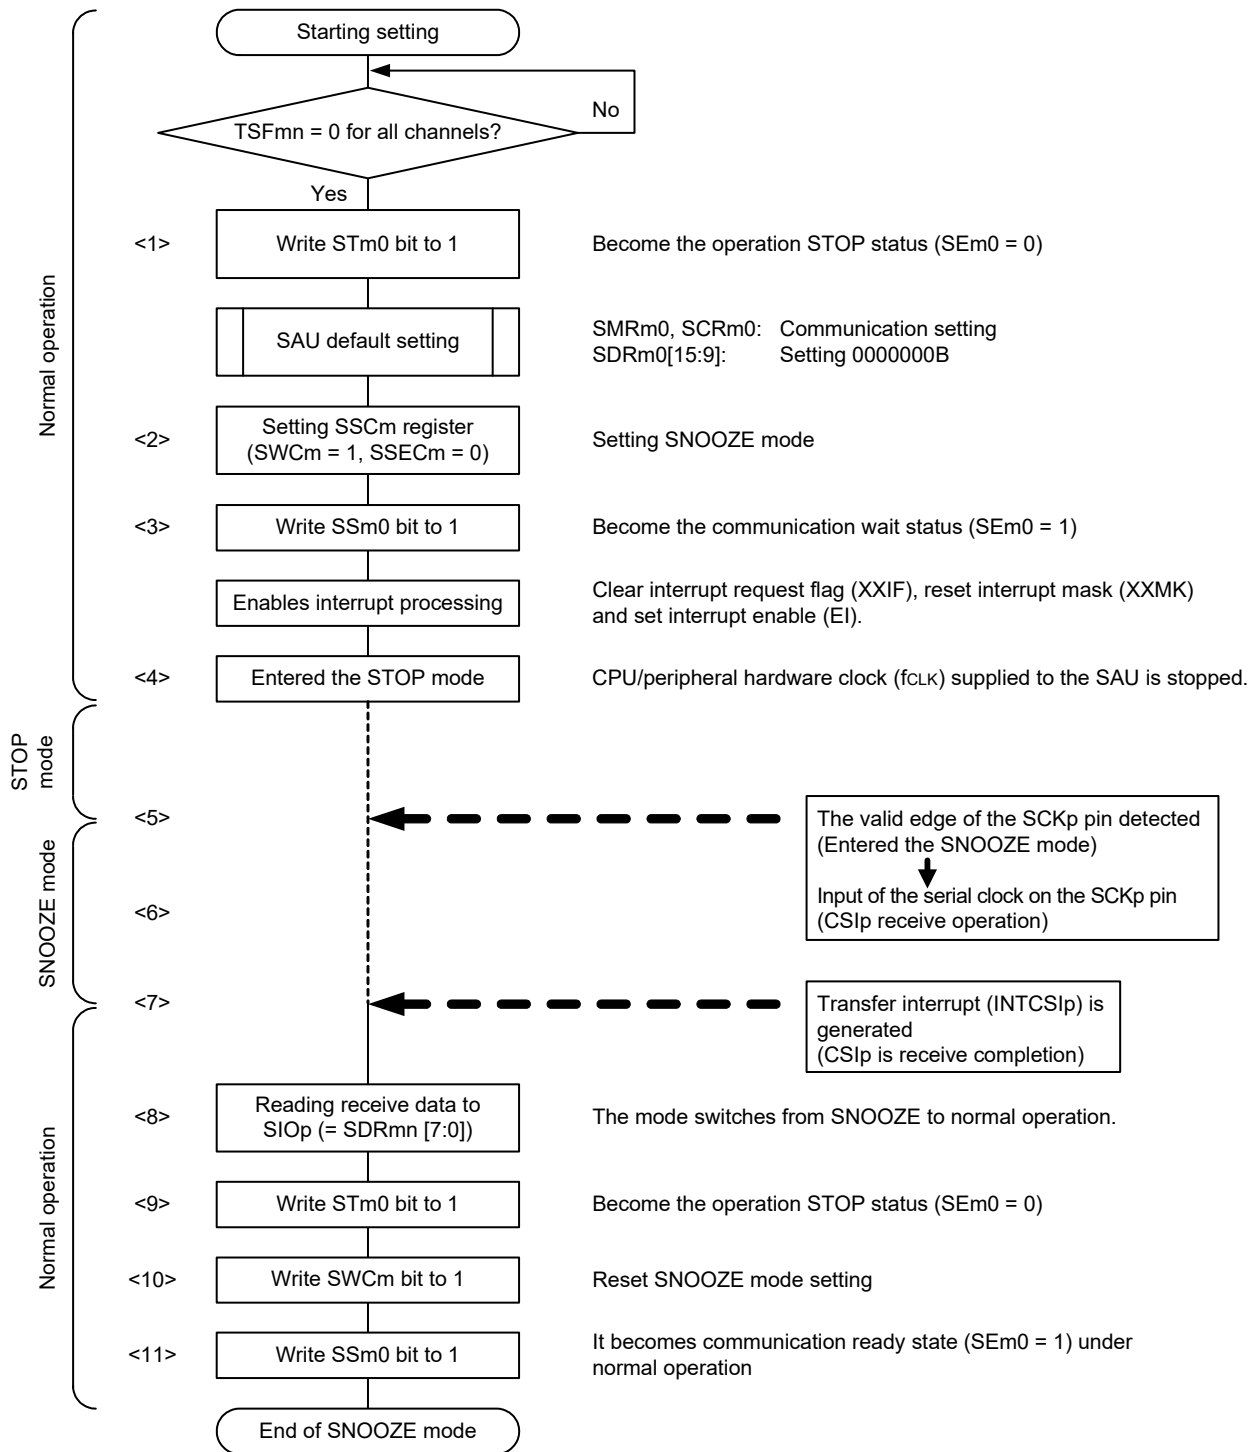 Starting setting
No
TSFmn = 0 for all channels?
Yes
Normal operation
<1>
Write STm0 bit to 1
Become the operation STOP status (SEm0 = 0)
SAU default setting
SMRm0, SCRm0: Communication setting
SDRm0[15:9]: Setting 0000000B
<2>
Setting SSCm register
(SWCm = 1, SSECm = 0)
Setting SNOOZE mode
<3>
Write SSm0 bit to 1
Become the communication wait status (SEm0 = 1)
Enables interrupt processing
Clear interrupt request flag (XXIF), reset interrupt mask (XXMK)
and set interrupt enable (EI).
<4>
Entered the STOP mode
CPU/peripheral hardware clock (fCLK) supplied to the SAU is stopped.
STOP
mode
<5>
The valid edge of the SCKp pin detected
(Entered the SNOOZE mode)
Input of the serial clock on the SCKp pin
(CSIp receive operation)
SNOOZE mode
<6>
<7>
Transfer interrupt (INTCSIp) is
generated
(CSIp is receive completion)
Normal operation
<8>
Reading receive data to
SIOp (= SDRmn [7:0])
The mode switches from SNOOZE to normal operation.
<9>
Write STm0 bit to 1
Become the operation STOP status (SEm0 = 0)
<10>
Write SWCm bit to 1
Reset SNOOZE mode setting
<11>
Write SSm0 bit to 1
It becomes communication ready state (SEm0 = 1) under
normal operation
End of SNOOZE mode